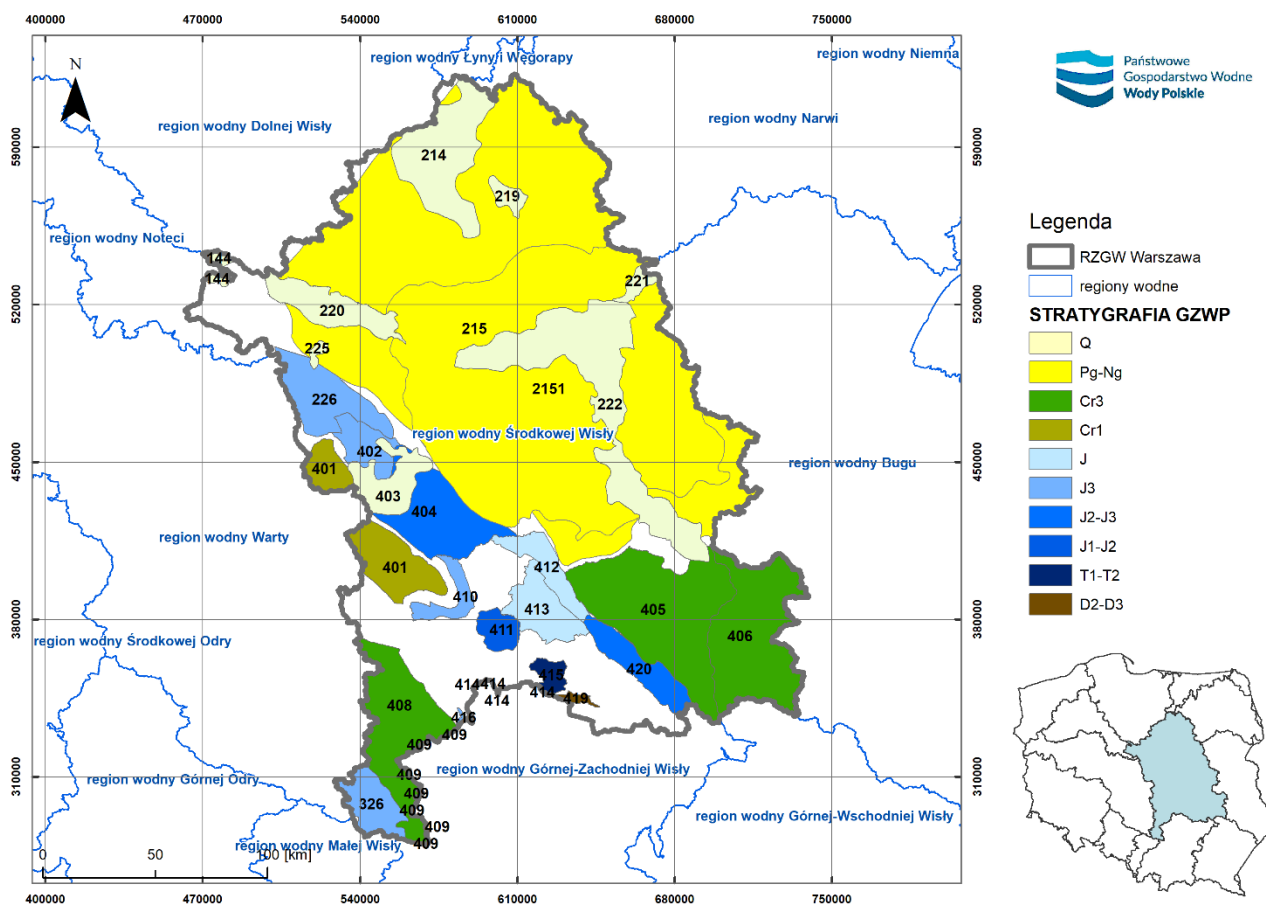 400000 470000 540000 610000 680000 750000
region wodny Niemna
region wodny Łyny i Węgorapy
N
region wodny Narwi
region wodny Dolnej Wisły
590000 590000
214
219
region wodny Noteci
144
144
221
520000 520000
220
215
225
2151
226
222
region wodny Środkowej Wisły
402
450000 450000
401
region wodny Bugu
403
404
region wodny Warty
401
412
410
413
405
380000 380000
411
406
region wodny Środkowej Odry
420
415
414 414
414
414
419
408
416
409
409
region wodny Górnej-Zachodniej Wisły
409
310000 310000
region wodny Górnej Odry
409
326
409
region wodny Górnej-Wschodniej Wisły
409
409
region wodny Małej Wisły
0 50 100 [km]
400000 470000 540000 610000 680000 750000
Państwowe
Gospodarstwo Wodne
Wody Polskie
Legenda
RZGW Warszawa
regiony wodne
STRATYGRAFIA GZWP
Q
Pg-Ng
Cr3
Cr1
J
J3
J2-J3
J1-J2
T1-T2
D2-D3